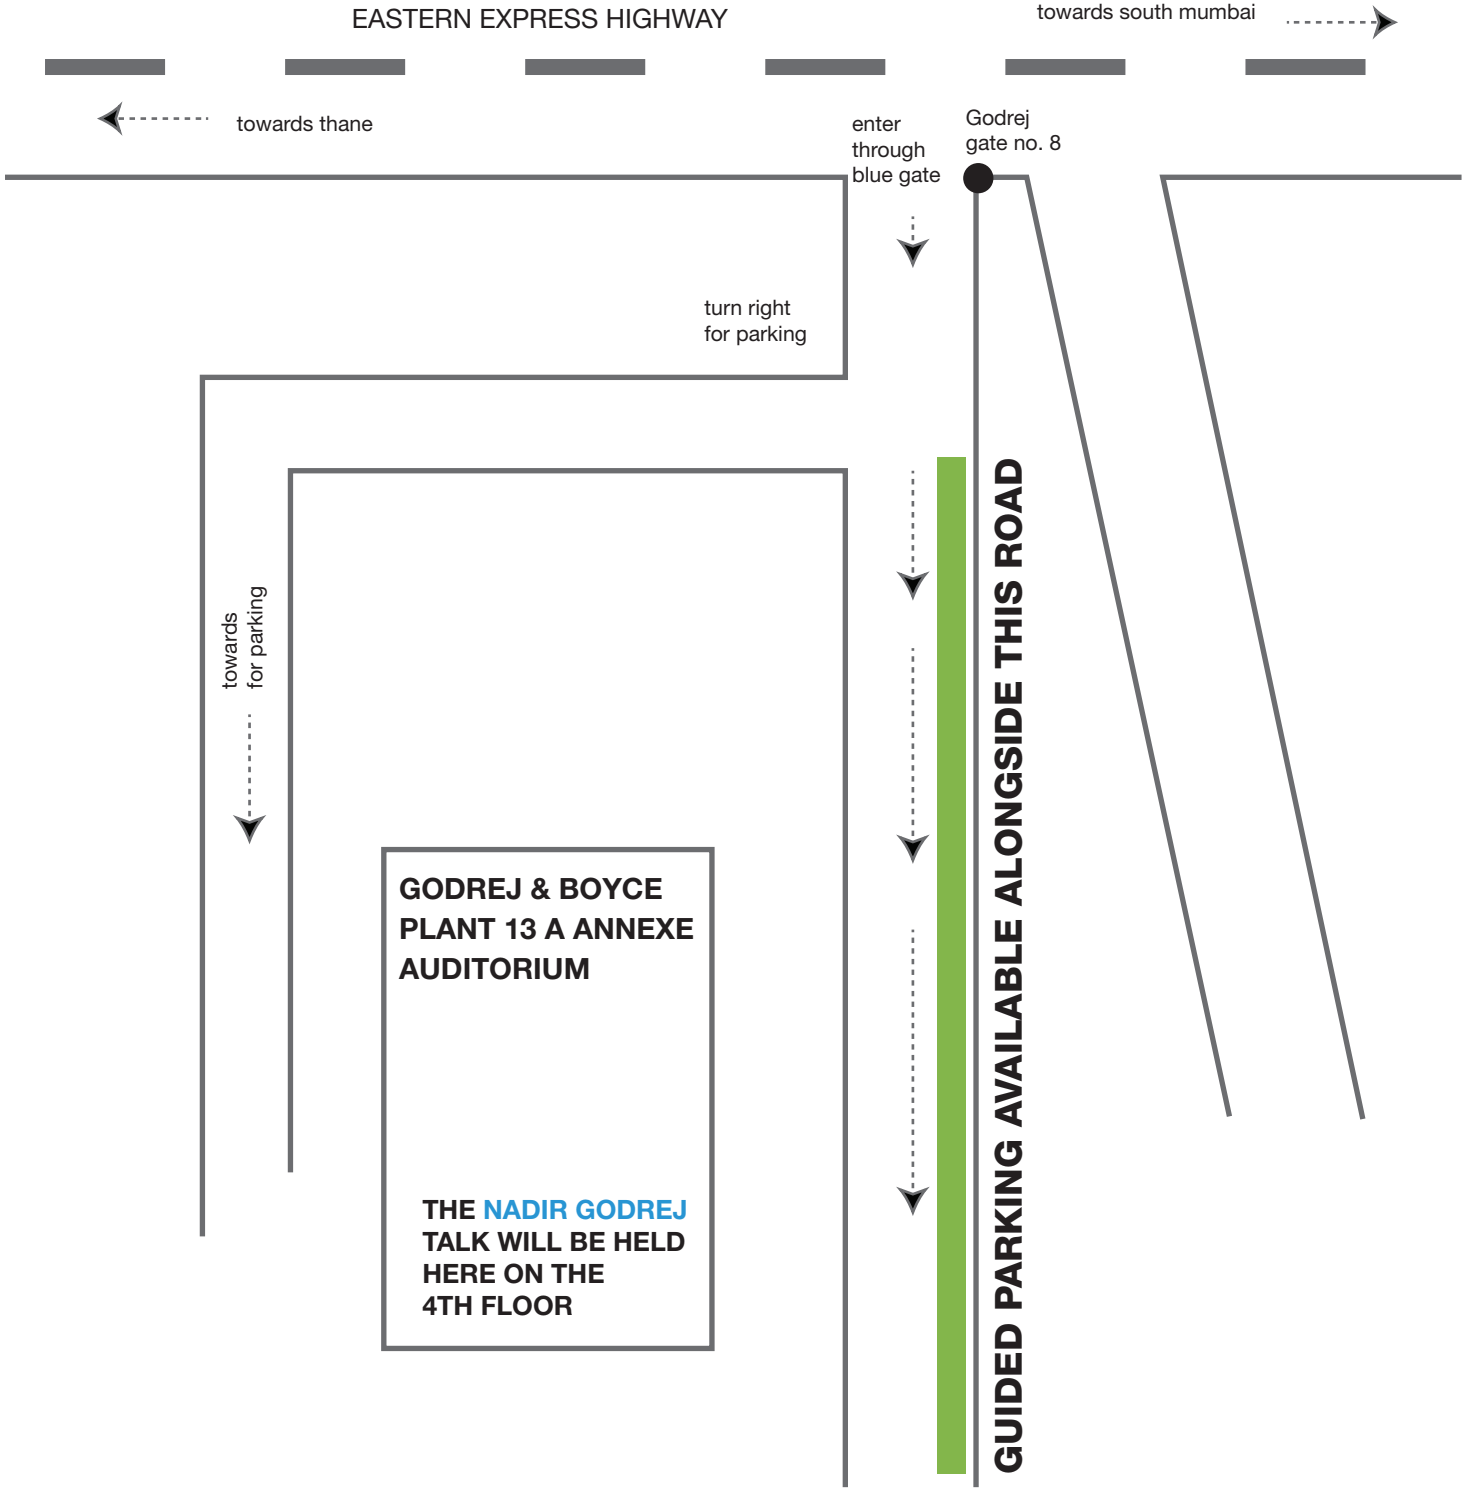 EASTERN EXPRESS HIGHWAY
towards south mumbai
towards thane
enter
through
blue gate
Godrej
gate no. 8
turn right
for parking
towards
for parking
GUIDED PARKING AVAILABLE ALONGSIDE THIS ROAD
GODREJ & BOYCE
PLANT 13 A ANNEXE
AUDITORIUM
THE NADIR GODREJ
TALK WILL BE HELD
HERE ON THE
4TH FLOOR